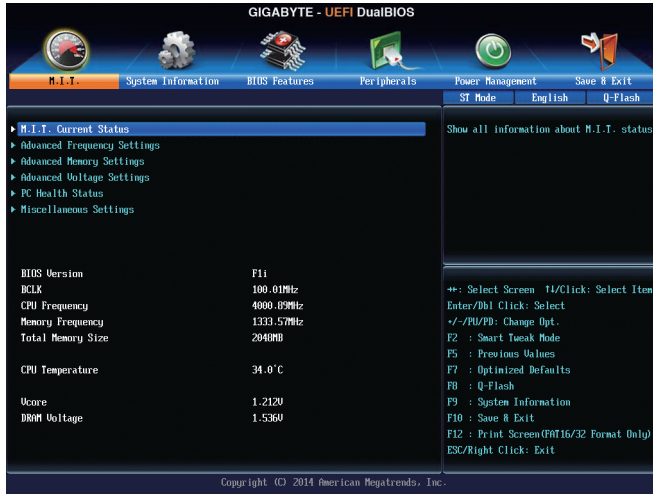 GIGABYTE - UEFI DualBIOS
M.I.T. System Information BIOS Features Peripherals Power Management Save & Exit
ST Mode English Q-Flash
M.I.T. Current Status
Advanced Frequency Settings
Advanced Memory Settings
Advanced Voltage Settings
PC Health Status
Miscellaneous Settings
BIOS Version F1i
BCLK 100.01MHz
CPU Frequency 4000.89MHz
Memory Frequency 1333.57MHz
Total Memory Size 2048MB
CPU Temperature 34.0°C
Vcore 1.212V
DRAM Voltage 1.536V
Show all information about M.I.T. status
→←: Select Screen ↑↓/Click: Select Item
Enter/Dbl Click: Select
+/-/PU/PD: Change Opt.
F2 : Smart Tweak Mode
F5 : Previous Values
F7 : Optimized Defaults
F8 : Q-Flash
F9 : System Information
F10 : Save & Exit
F12 : Print Screen(FAT16/32 Format Only)
ESC/Right Click: Exit
Copyright (C) 2014 American Megatrends, Inc.